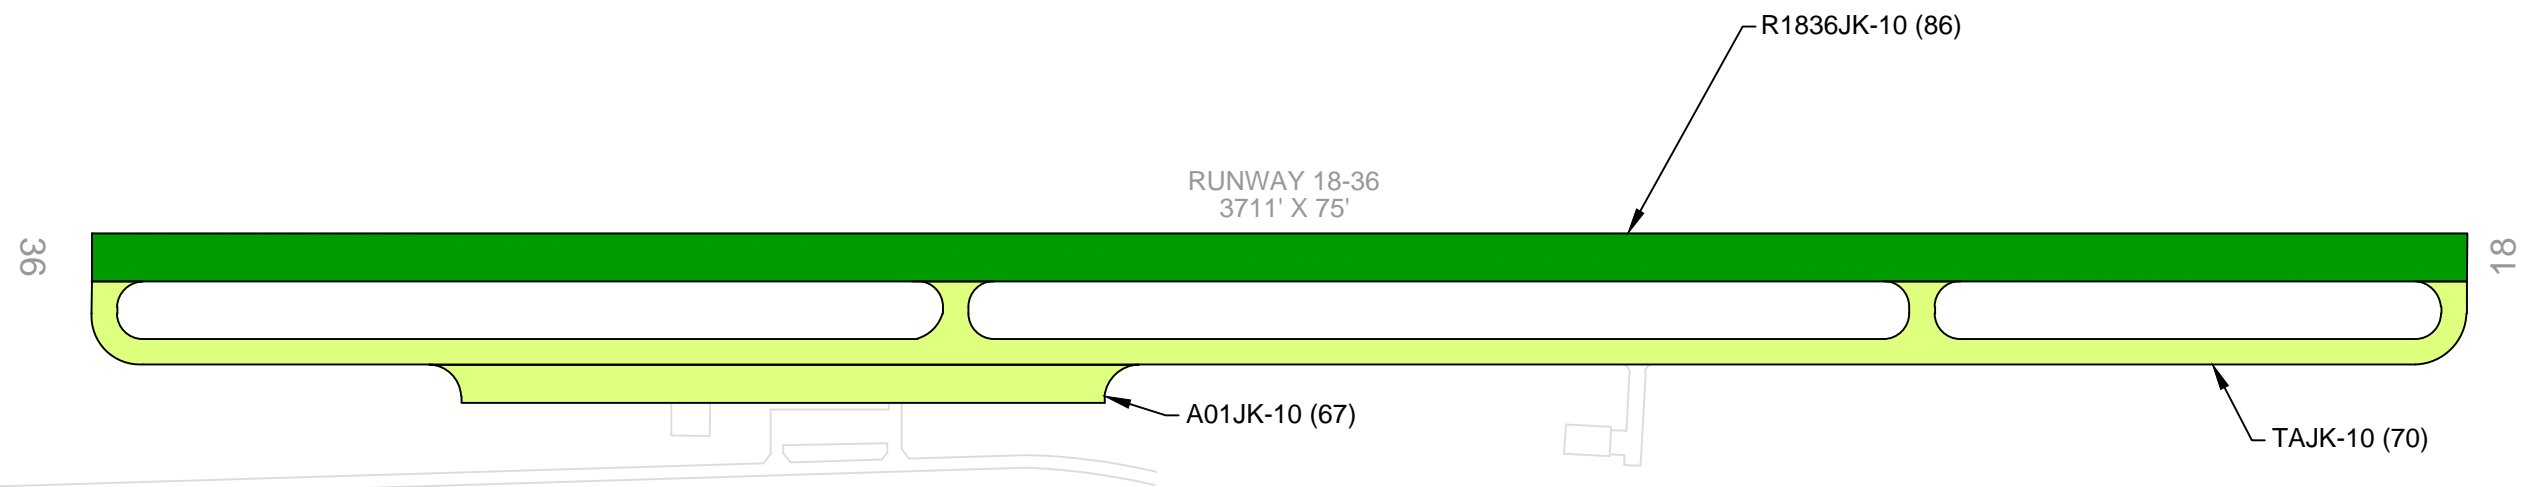 R1836JK-10 (86)
RUNWAY 18-36
3711' X 75'
36
18
A01JK-10 (67)
TAJK-10 (70)